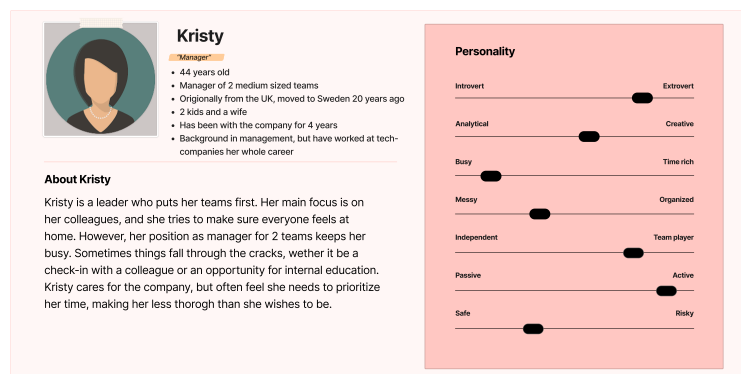 Kristy
"Manager"
• 44 years old
• Manager of 2 medium sized teams
• Origionally from the UK, moved to Sweden 20 years ago
• 2 kids and a wife
• Has been with the company for 4 years
• Background in management, but have worked at tech-
companies her whole career
About Kristy
Kristy is a leader who puts her teams first. Her main focus is on
her colleagues, and she tries to make sure everyone feels at
home. However, her position as manager for 2 teams keeps her
busy. Sometimes things fall through the cracks, wether it be a
check-in with a colleague or an opportunity for internal education.
Kristy cares for the company, but often feel she needs to prioritize
her time, making her less thorogh than she wishes to be.
Personality
Introvert Extrovert
Analytical Creative
Busy Time rich
Messy Organized
Independent Team player
Passive Active
Safe Risky